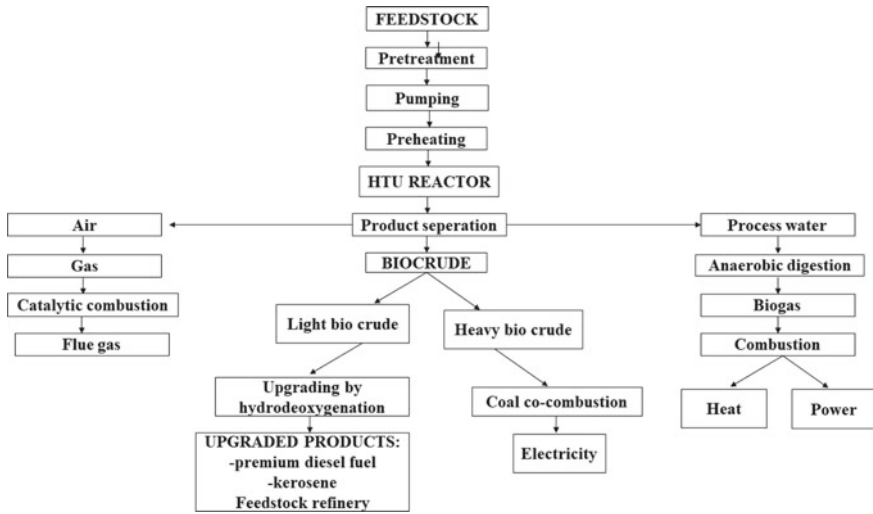 FEEDSTOCK
Pretreatment
Pumping
Preheating
HTU REACTOR
Air
Product seperation
Process water
Gas
BIOCRUDE
Anaerobic digestion
Catalytic combustion
Light bio crude
Heavy bio crude
Biogas
Flue gas
Combustion
Upgrading by
hydrodeoxygenation
Coal co-combustion
Heat
Power
UPGRADED PRODUCTS:
-premium diesel fuel
-kerosene
Feedstock refinery
Electricity